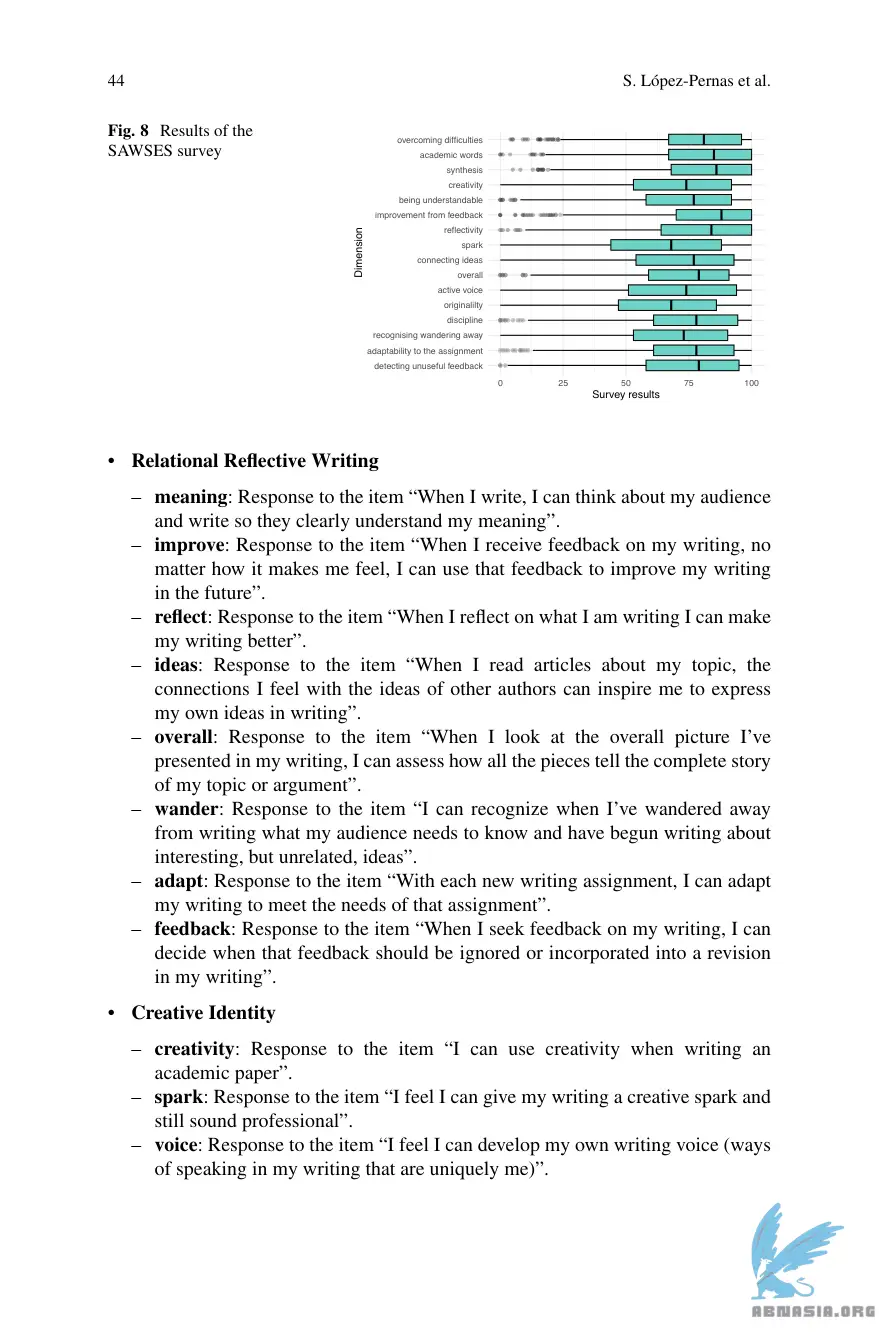 44
S. López-Pernas et al.
Fig. 8 Results of the
SAWSES survey
overcoming difficulties
academic words
synthesis
creativity
being understandable
improvement from feedback
reflectivity
spark
connecting ideas
overall
active voice
originalilty
discipline
recognising wandering away
adaptability to the assignment
detecting unuseful feedback
Dimension
0 25 50 75 100
Survey results
• Relational Reflective Writing
– meaning: Response to the item “When I write, I can think about my audience
and write so they clearly understand my meaning”.
– improve: Response to the item “When I receive feedback on my writing, no
matter how it makes me feel, I can use that feedback to improve my writing
in the future”.
– reflect: Response to the item “When I reflect on what I am writing I can make
my writing better”.
– ideas: Response to the item “When I read articles about my topic, the
connections I feel with the ideas of other authors can inspire me to express
my own ideas in writing”.
– overall: Response to the item “When I look at the overall picture I’ve
presented in my writing, I can assess how all the pieces tell the complete story
of my topic or argument”.
– wander: Response to the item “I can recognize when I’ve wandered away
from writing what my audience needs to know and have begun writing about
interesting, but unrelated, ideas”.
– adapt: Response to the item “With each new writing assignment, I can adapt
my writing to meet the needs of that assignment”.
– feedback: Response to the item “When I seek feedback on my writing, I can
decide when that feedback should be ignored or incorporated into a revision
in my writing”.
• Creative Identity
– creativity: Response to the item “I can use creativity when writing an
academic paper”.
– spark: Response to the item “I feel I can give my writing a creative spark and
still sound professional”.
– voice: Response to the item “I feel I can develop my own writing voice (ways
of speaking in my writing that are uniquely me)”.
ABNASIA.ORG